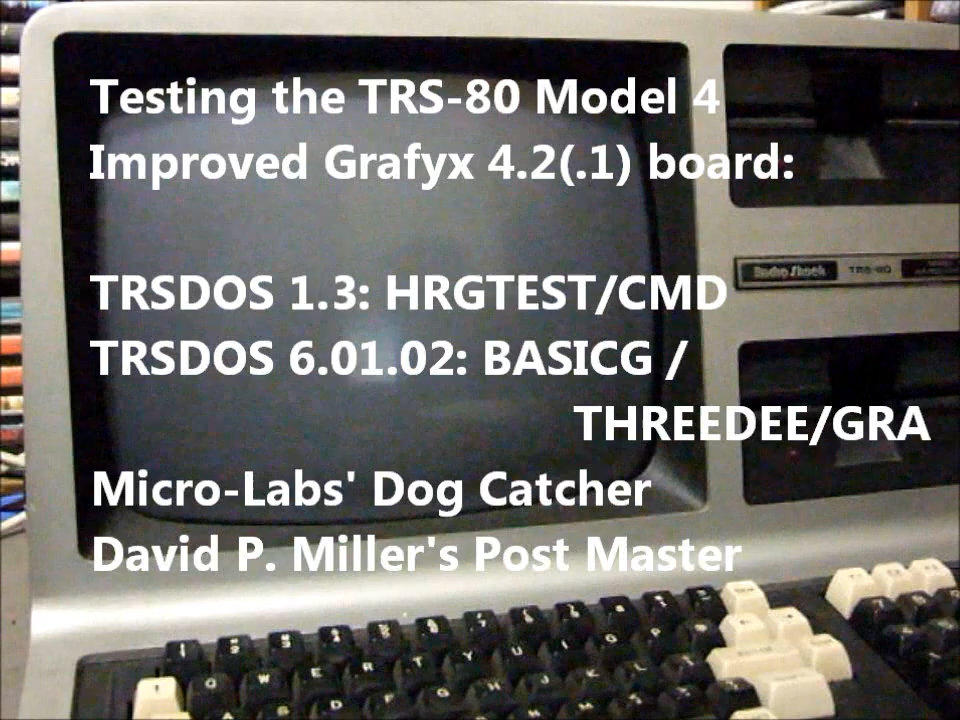 Testing the TRS-80 Model 4
Improved Grafyx 4.2(.1) board:
Radio Shack TRS-80
TRSDOS 1.3: HRGTEST/CMD
TRSDOS 6.01.02: BASICG /
THREEDEE/GRA
Micro-Labs' Dog Catcher
David P. Miller's Post Master
Q W E R T Y U I O P